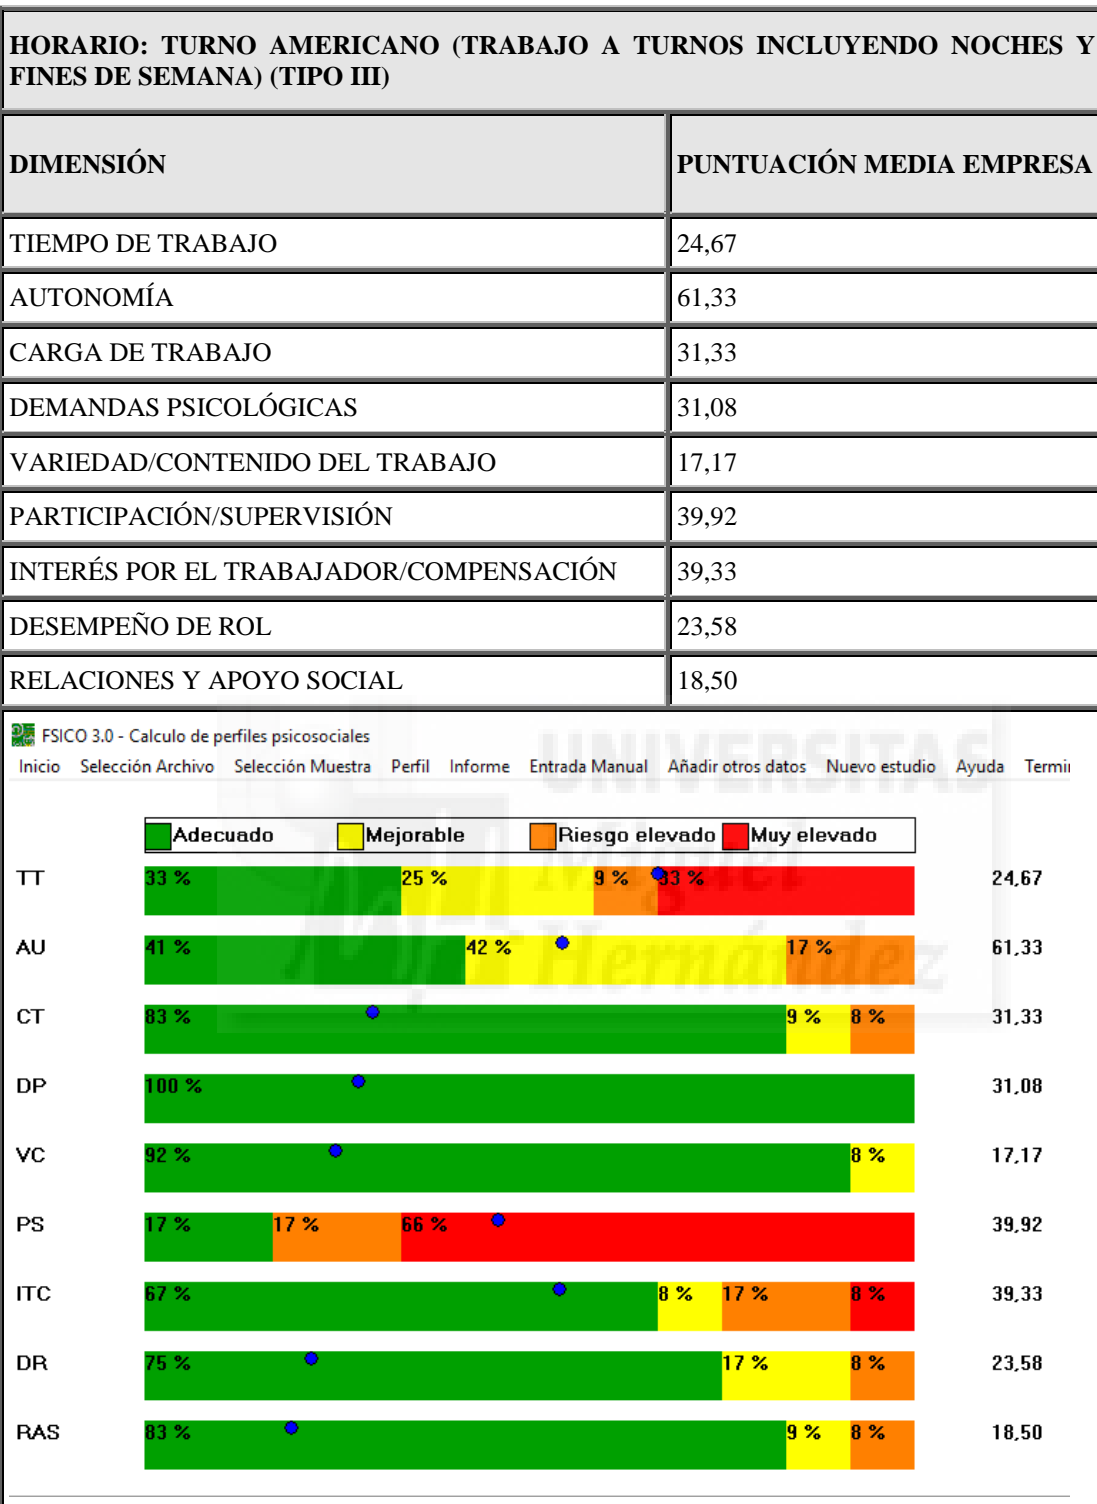 HORARIO: TURNO AMERICANO (TRABAJO A TURNOS INCLUYENDO NOCHES Y
FINES DE SEMANA) (TIPO III)
DIMENSIÓN PUNTUACIÓN MEDIA EMPRESA
TIEMPO DE TRABAJO 24,67
AUTONOMÍA 61,33
CARGA DE TRABAJO 31,33
DEMANDAS PSICOLÓGICAS 31,08
VARIEDAD/CONTENIDO DEL TRABAJO 17,17
PARTICIPACIÓN/SUPERVISIÓN 39,92
INTERÉS POR EL TRABAJADOR/COMPENSACIÓN 39,33
DESEMPEÑO DE ROL 23,58
RELACIONES Y APOYO SOCIAL 18,50
FSICO 3.0 - Calculo de perfiles psicosociales
Inicio Selección Archivo Selección Muestra Perfil Informe Entrada Manual Añadir otros datos Nuevo estudio Ayuda Termi
UNIVERSITAS
Miguel
Hernández
Adecuado Mejorable Riesgo elevado Muy elevado
TT 33 % 25 % 9 % 33 % 24,67
AU 41 % 42 % 17 % 61,33
CT 83 % 9 % 8 % 31,33
DP 100 % 31,08
VC 92 % 8 % 17,17
PS 17 % 17 % 66 % 39,92
ITC 67 % 8 % 17 % 8 % 39,33
DR 75 % 17 % 8 % 23,58
RAS 83 % 9 % 8 % 18,50